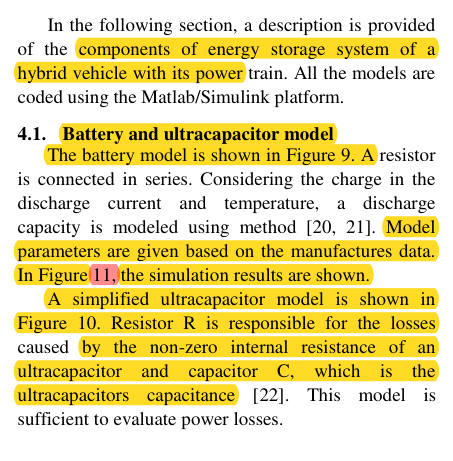 In the following section, a description is provided
of the components of energy storage system of a
hybrid vehicle with its power train. All the models are
coded using the Matlab/Simulink platform.
4.1. Battery and ultracapacitor model
The battery model is shown in Figure 9. A resistor
is connected in series. Considering the charge in the
discharge current and temperature, a discharge
capacity is modeled using method [20, 21]. Model
parameters are given based on the manufactures data.
In Figure 11, the simulation results are shown.
A simplified ultracapacitor model is shown in
Figure 10. Resistor R is responsible for the losses
caused by the non-zero internal resistance of an
ultracapacitor and capacitor C, which is the
ultracapacitors capacitance [22]. This model is
sufficient to evaluate power losses.